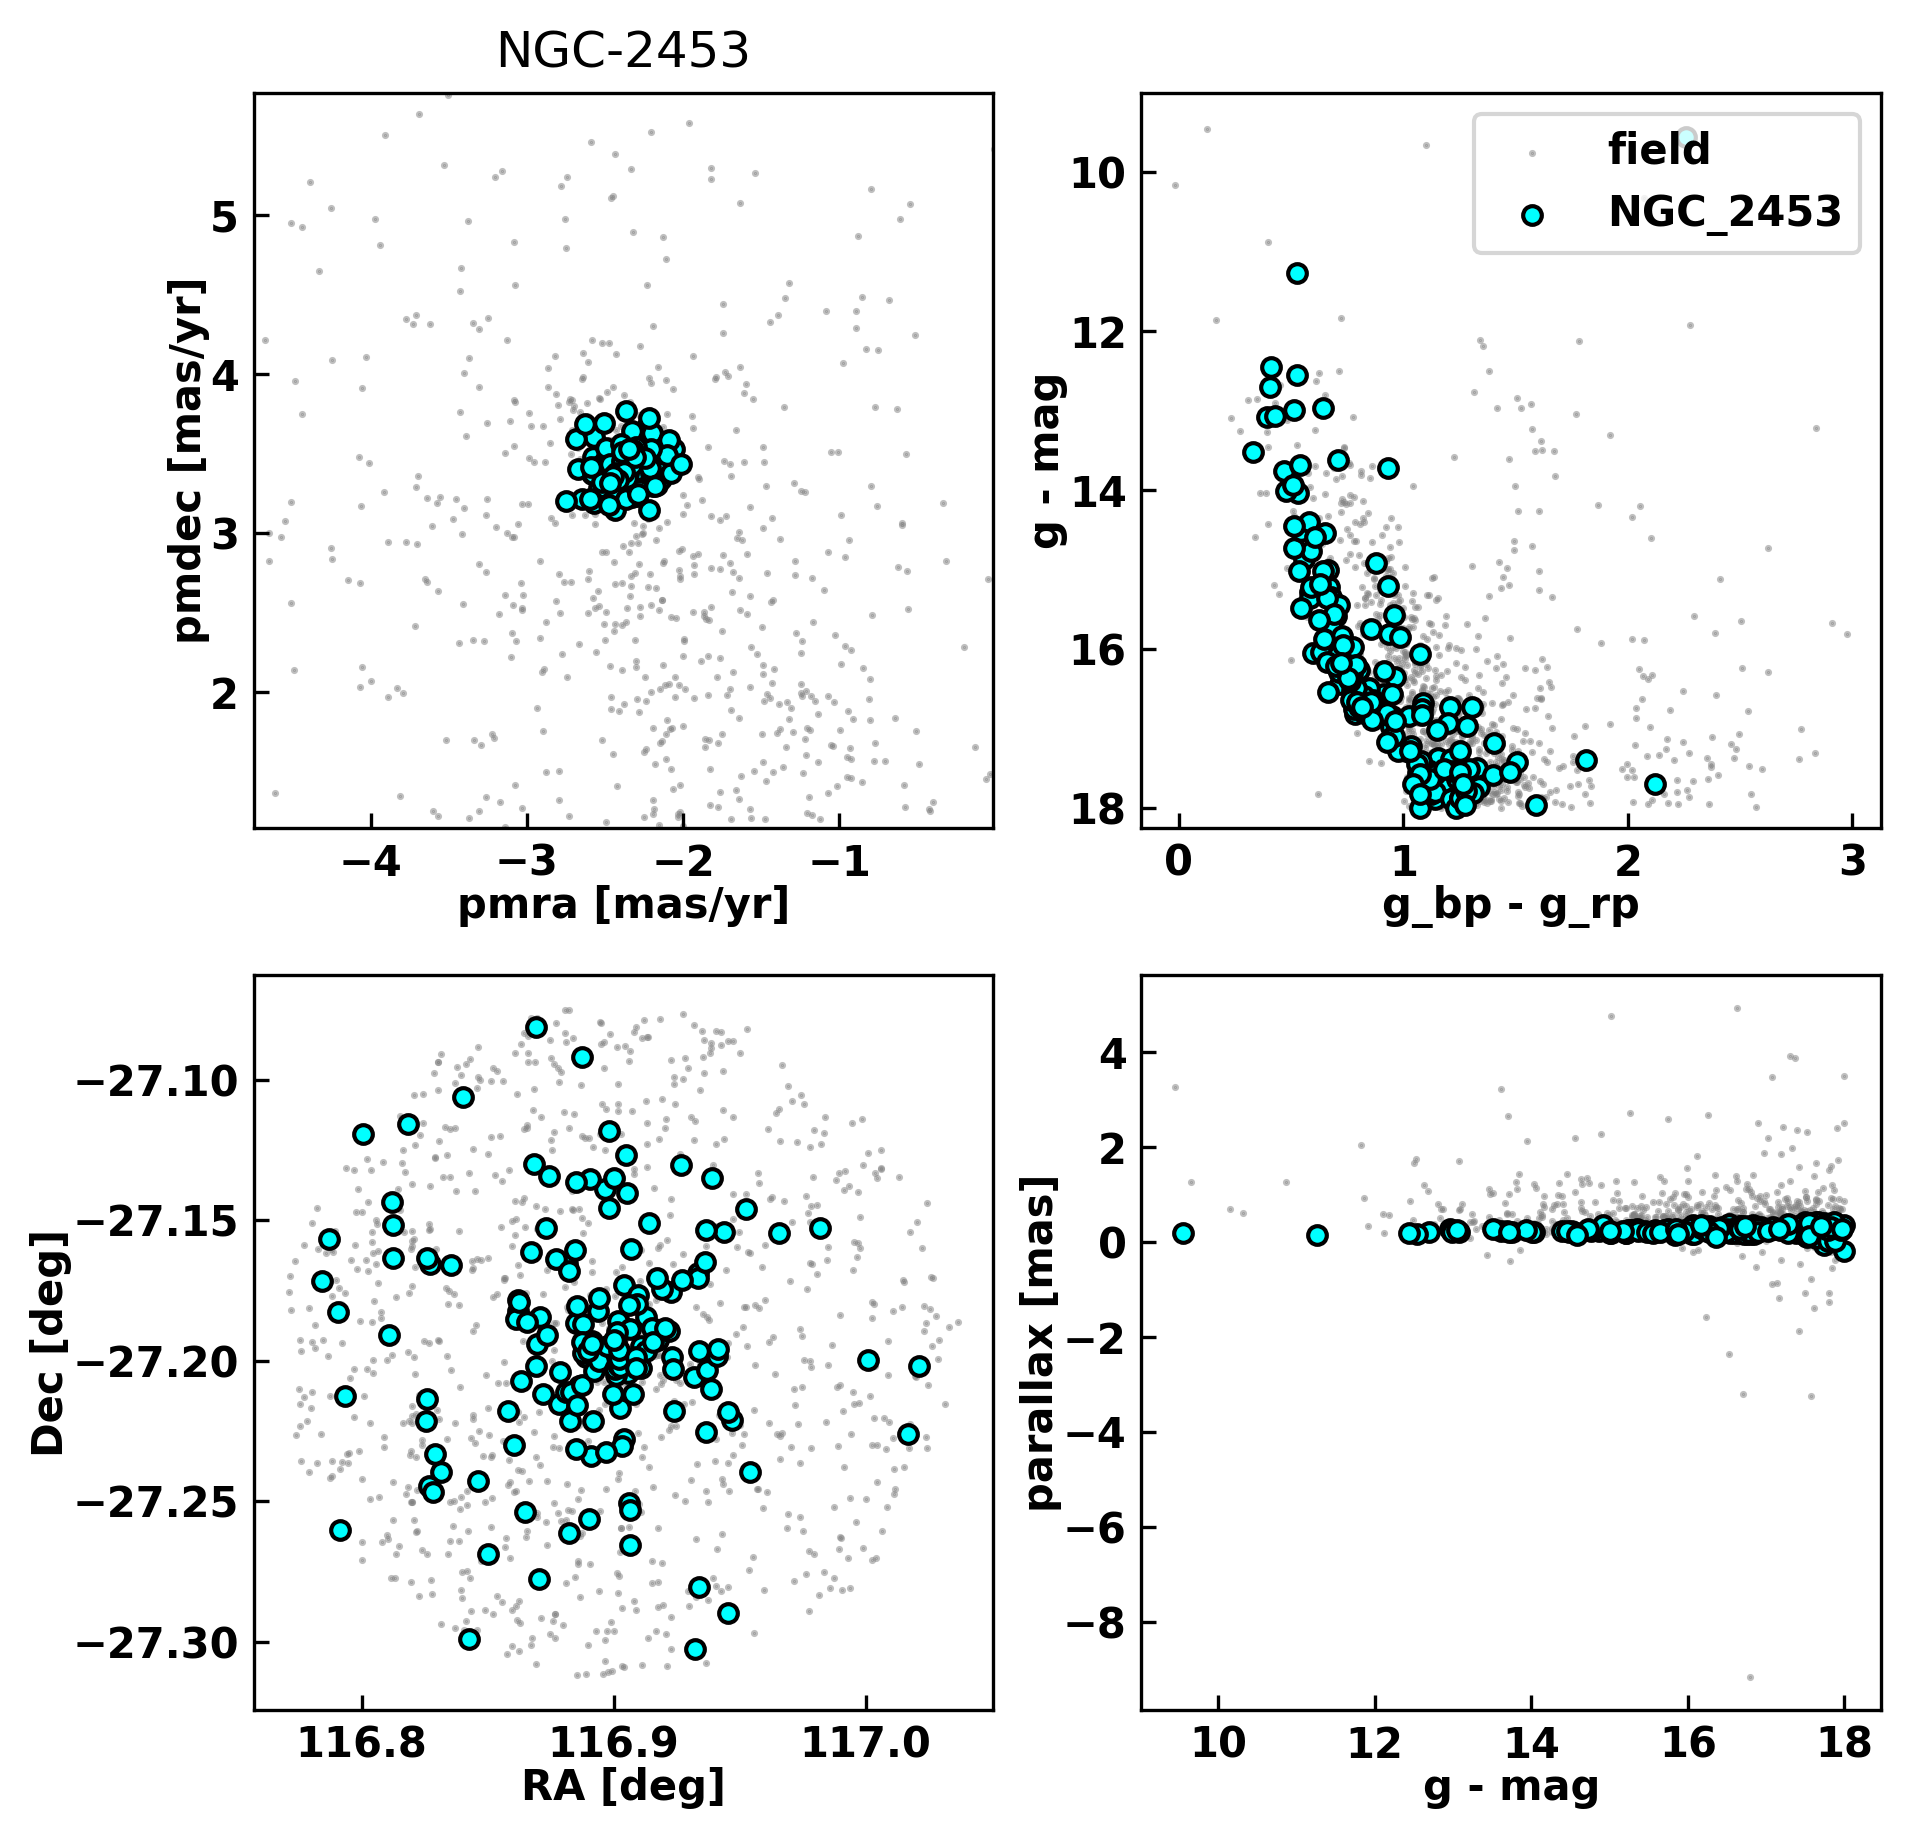 NGC-2453
5
4
3
2
pmdec [mas/yr]
−4 −3 −2 −1
pmra [mas/yr]
field
NGC_2453
10
12
14
16
18
g - mag
0 1 2 3
g_bp - g_rp
−27.10
−27.15
−27.20
−27.25
−27.30
Dec [deg]
116.8 116.9 117.0
RA [deg]
4
2
0
−2
−4
−6
−8
parallax [mas]
10 12 14 16 18
g - mag